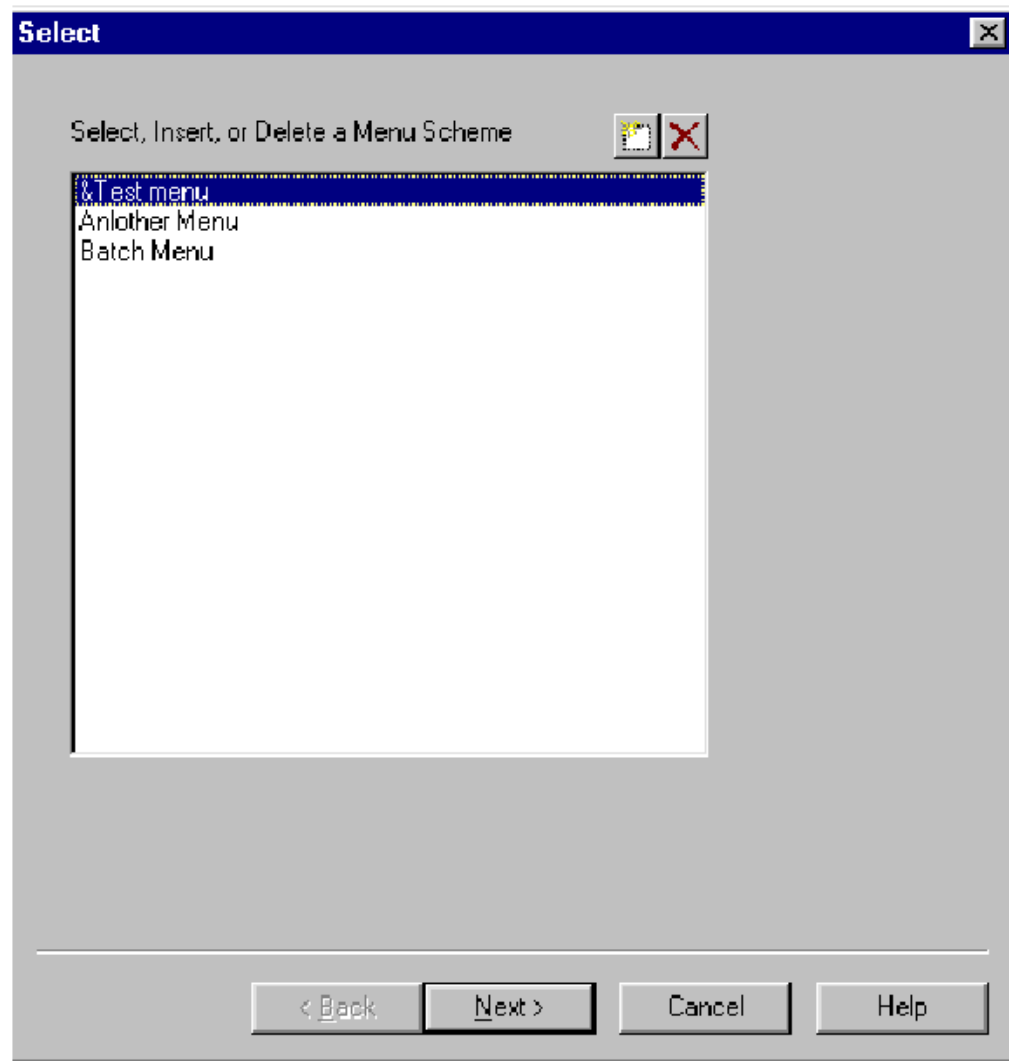 Select
Select, Insert, or Delete a Menu Scheme
&Test menu
Anlother Menu
Batch Menu
< Back
Next >
Cancel
Help